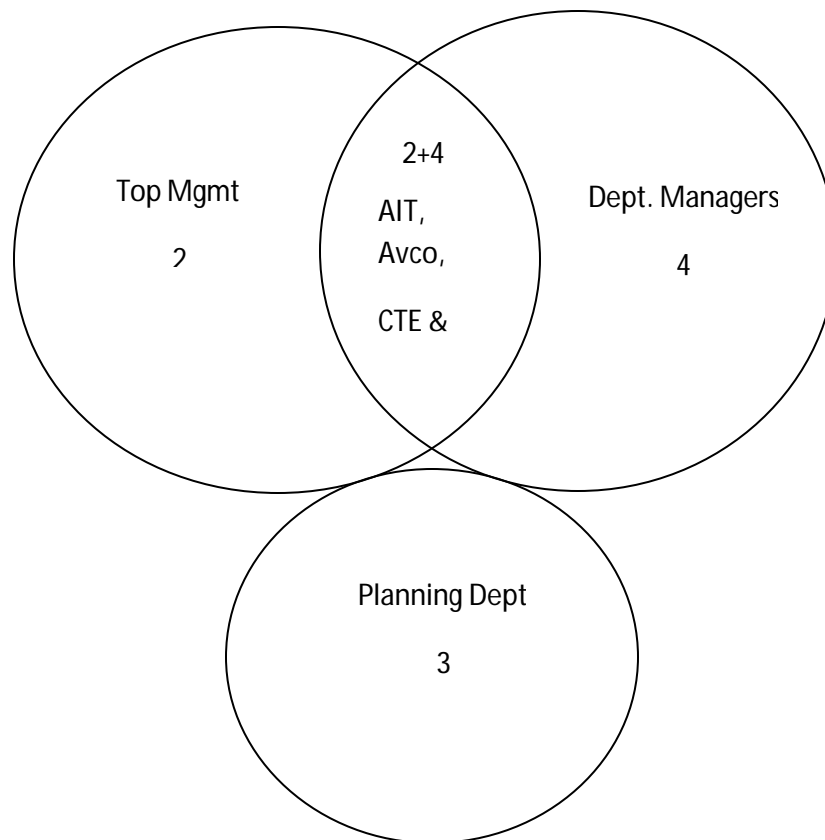 Top Mgmt
2
2+4
AIT,
Avco,
CTE &
Dept. Managers
4
Planning Dept
3